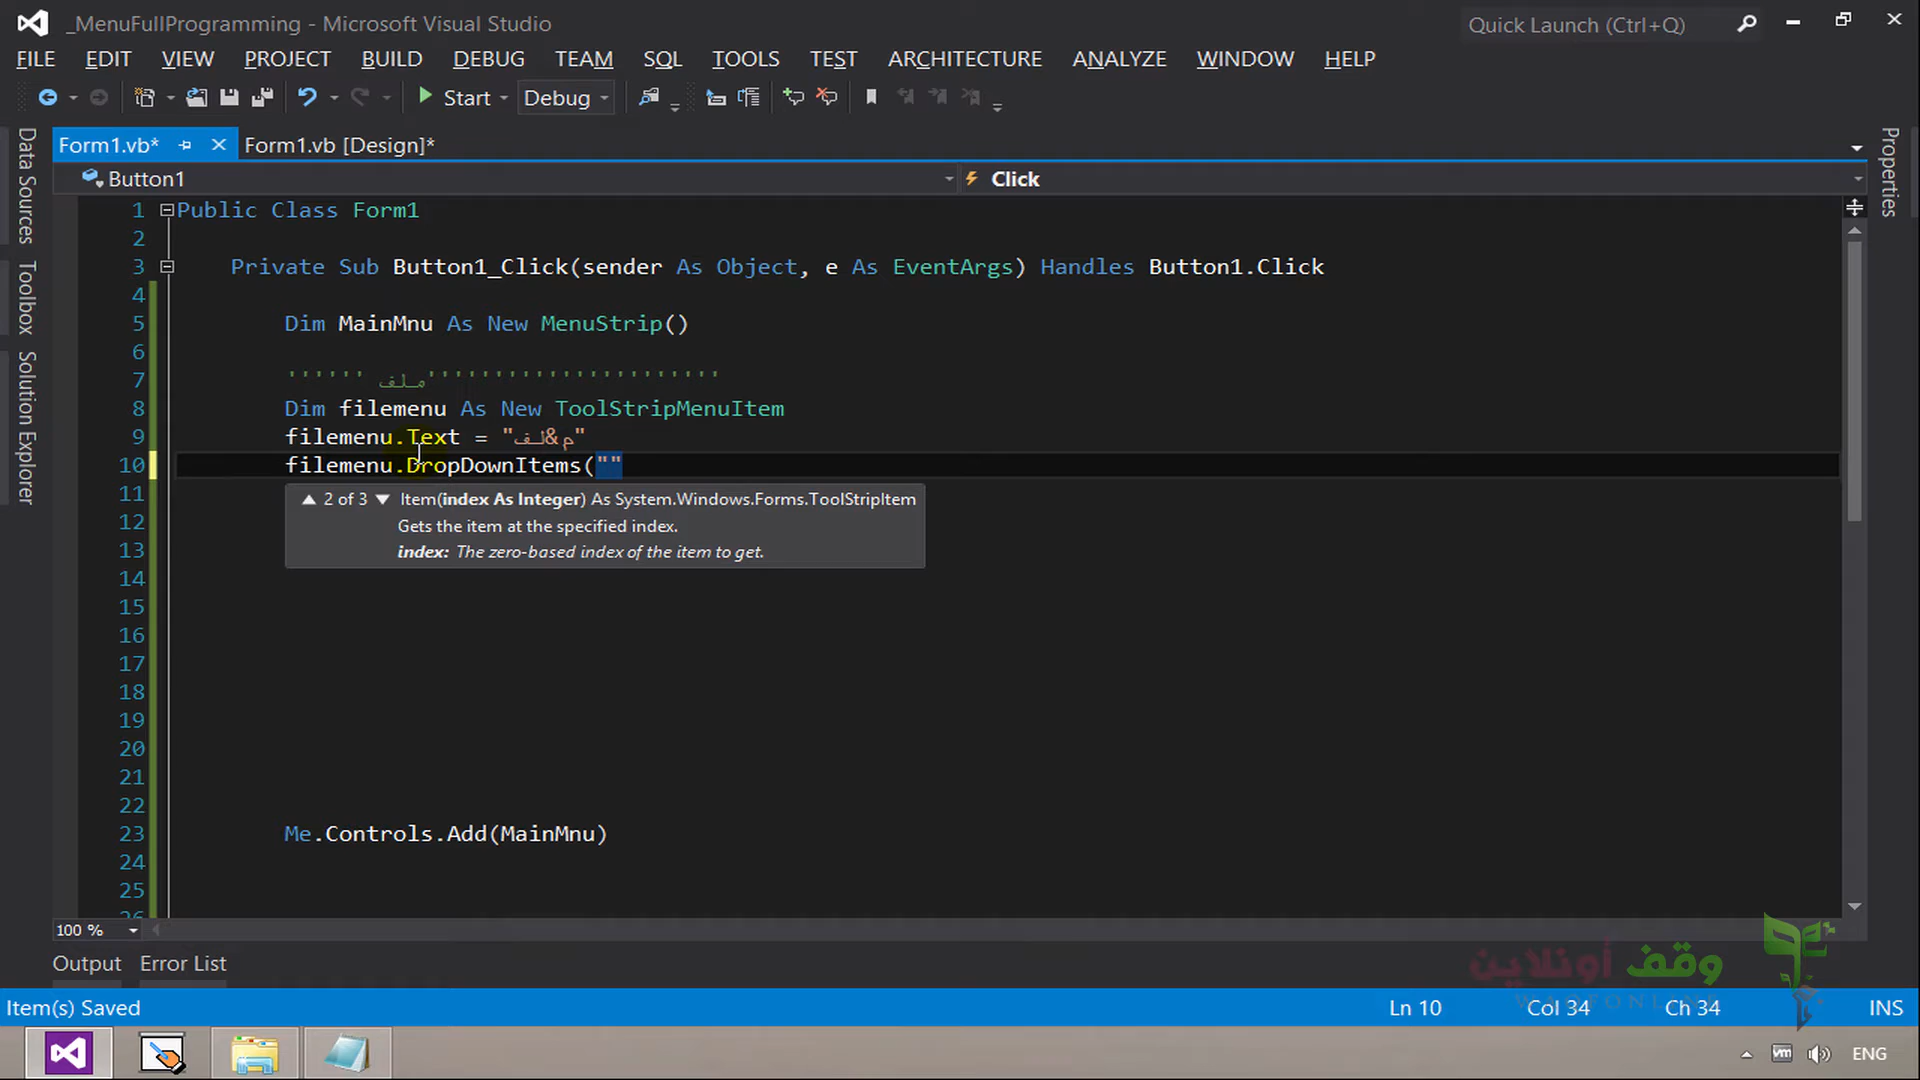 _MenuFullProgramming - Microsoft Visual Studio
Quick Launch (Ctrl+Q)
FILE EDIT VIEW PROJECT BUILD DEBUG TEAM SQL TOOLS TEST ARCHITECTURE ANALYZE WINDOW HELP
Start Debug
Form1.vb* Form1.vb [Design]*
Button1 Click
Data Sources
Toolbox
Solution Explorer
Properties
1 Public Class Form1
2
3 Private Sub Button1_Click(sender As Object, e As EventArgs) Handles Button1.Click
4
5 Dim MainMnu As New MenuStrip()
6
7 '''''' ملف''''''''''''''''''''''
8 Dim filemenu As New ToolStripMenuItem
9 filemenu.Text = "م&لف"
10 filemenu.DropDownItems(""
2 of 3 Item(index As Integer) As System.Windows.Forms.ToolStripItem
Gets the item at the specified index.
index: The zero-based index of the item to get.
11
12
13
14
15
16
17
18
19
20
21
22
23 Me.Controls.Add(MainMnu)
24
25
26
100 %
Output Error List
وقف أونلاين
WAQFONLINE
Item(s) Saved
Ln 10 Col 34 Ch 34 INS
ENG